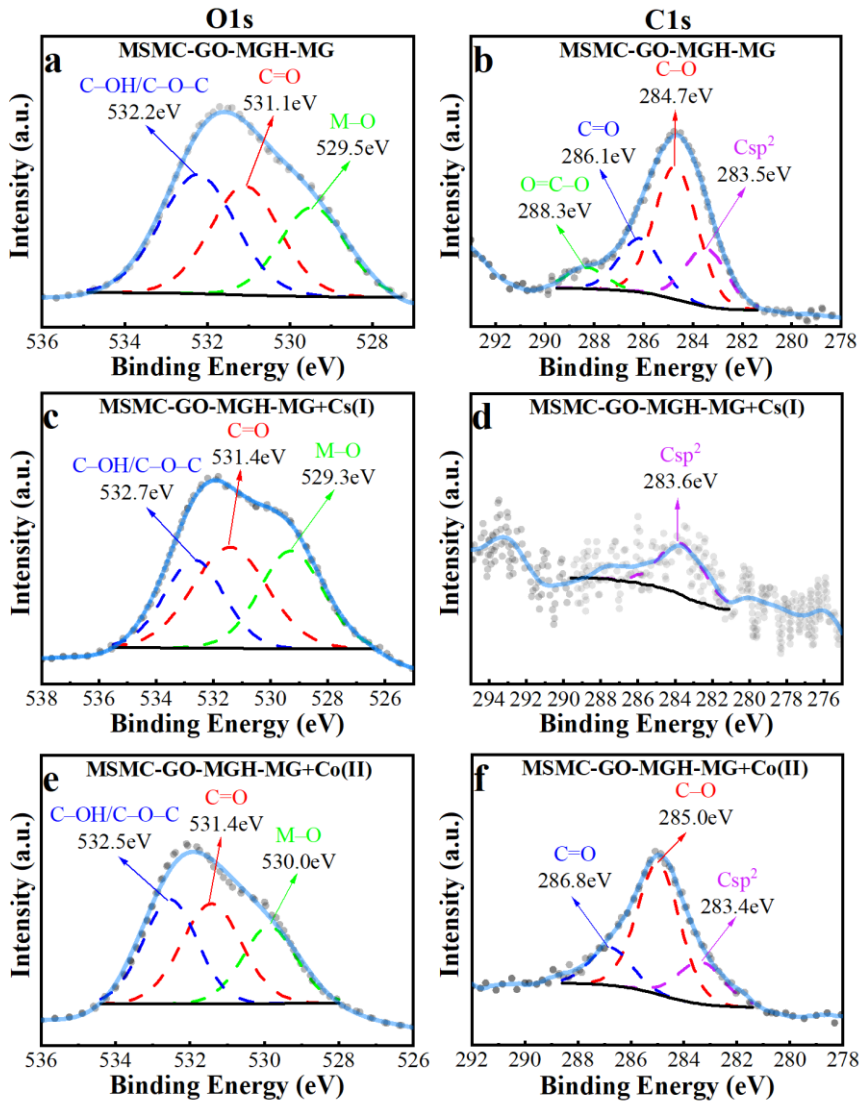 O1s
C1s
a
MSMC-GO-MGH-MG
C–OH/C–O–C
532.2eV
C=O
531.1eV
M–O
529.5eV
Intensity (a.u.)
536 534 532 530 528
Binding Energy (eV)
b
MSMC-GO-MGH-MG
C–O
284.7eV
C=O
286.1eV
Csp²
283.5eV
O=C–O
288.3eV
Intensity (a.u.)
292 290 288 286 284 282 280 278
Binding Energy (eV)
c
MSMC-GO-MGH-MG+Cs(I)
C=O
531.4eV
C–OH/C–O–C
532.7eV
M–O
529.3eV
Intensity (a.u.)
538 536 534 532 530 528 526
Binding Energy (eV)
d
MSMC-GO-MGH-MG+Cs(I)
Csp²
283.6eV
Intensity (a.u.)
294 292 290 288 286 284 282 280 278 276
Binding Energy (eV)
e
MSMC-GO-MGH-MG+Co(II)
C=O
531.4eV
C–OH/C–O–C
532.5eV
M–O
530.0eV
Intensity (a.u.)
536 534 532 530 528 526
Binding Energy (eV)
f
MSMC-GO-MGH-MG+Co(II)
C–O
285.0eV
C=O
286.8eV
Csp²
283.4eV
Intensity (a.u.)
292 290 288 286 284 282 280 278
Binding Energy (eV)